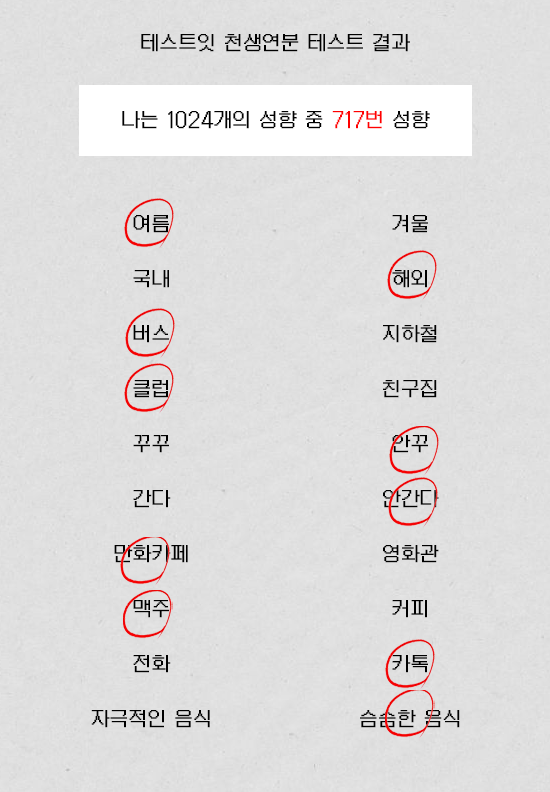 테스트잇 천생연분 테스트 결과
나는 1024개의 성향 중 717번 성향
여름 겨울
국내 해외
버스 지하철
클럽 친구집
꾸꾸 안꾸
간다 안간다
만화카페 영화관
맥주 커피
전화 카톡
자극적인 음식 슴슴한 음식